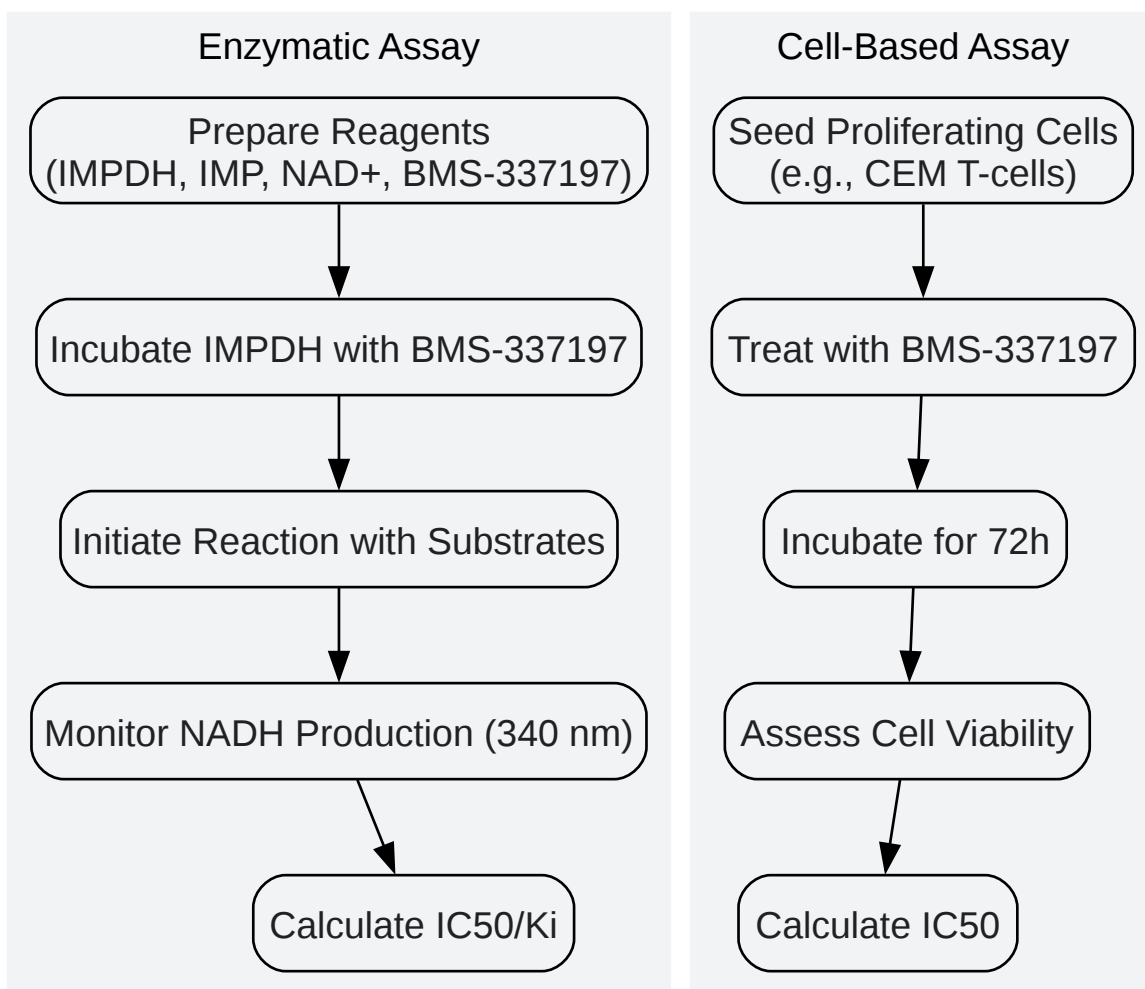 Enzymatic Assay
Prepare Reagents
(IMPDH, IMP, NAD+, BMS-337197)
Incubate IMPDH with BMS-337197
Initiate Reaction with Substrates
Monitor NADH Production (340 nm)
Calculate IC50/Ki
Cell-Based Assay
Seed Proliferating Cells
(e.g., CEM T-cells)
Treat with BMS-337197
Incubate for 72h
Assess Cell Viability
Calculate IC50